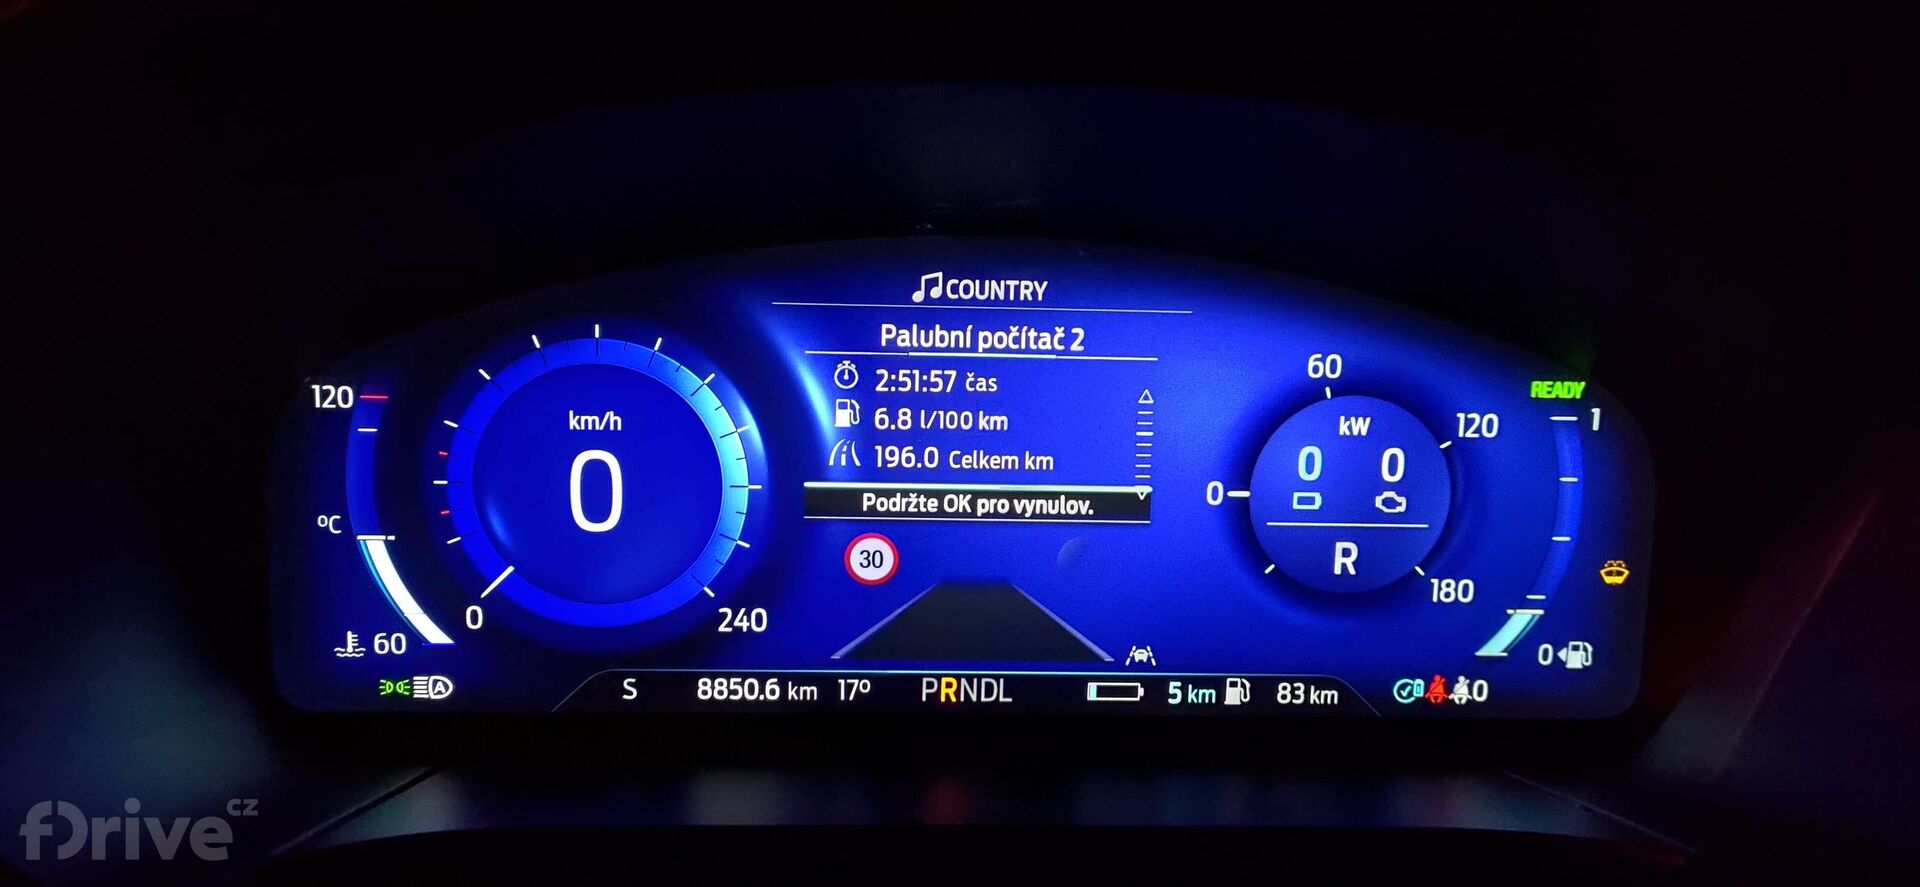 COUNTRY
Palubní počítač 2
2:51:57 čas
6.8 l/100 km
196.0 Celkem km
Podržte OK pro vynulov.
30
120
°C
60
km/h
0
0
240
60
120
180
0
kW
0 0
R
READY
1
0
S 8850.6 km 17° PRNDL 5 km 83 km 0
A
fDrive CZ